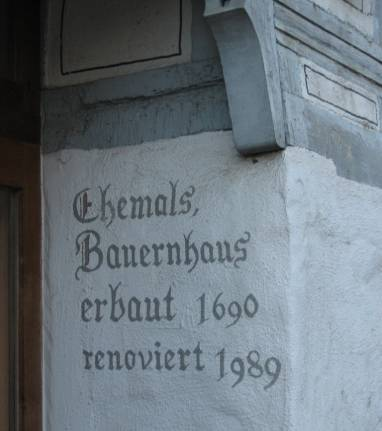 Ehemals,
Bauernhaus
erbaut 1690
renoviert 1989